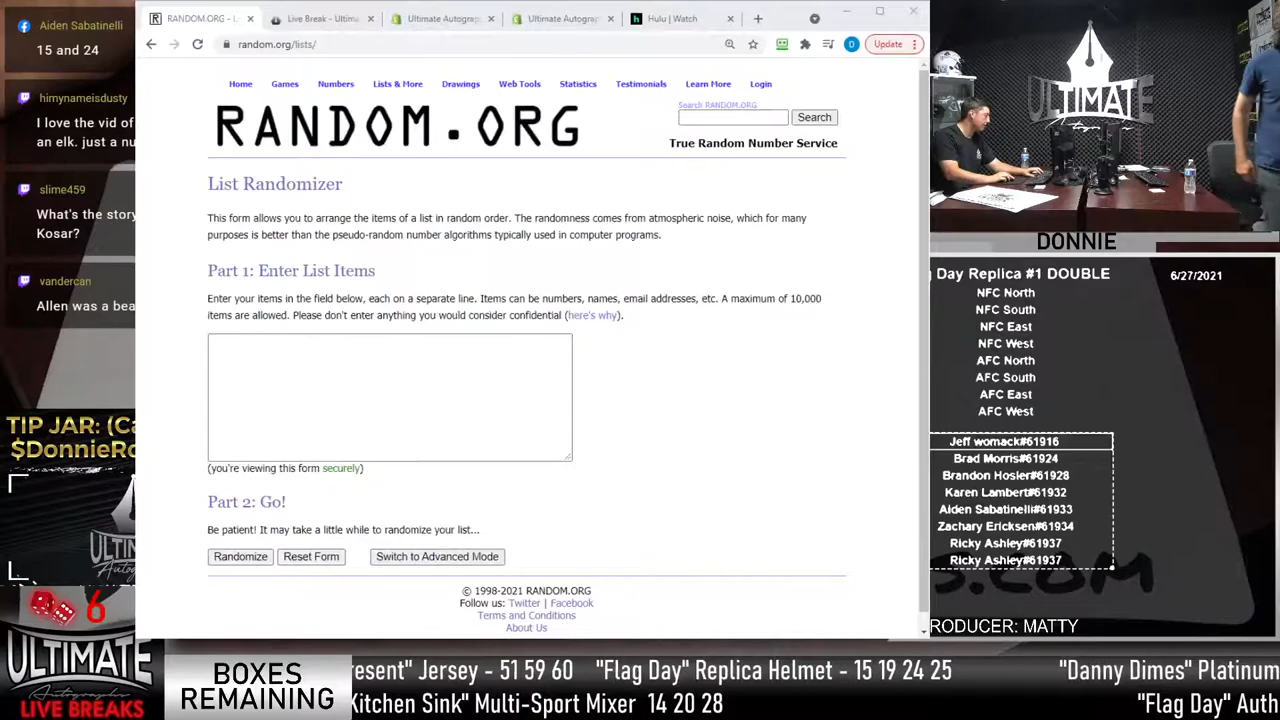 Aiden Sabatinelli
15 and 24
himynameisdusty
I love the vid of
an elk. just a nu
slime459
What's the story
Kosar?
vandercan
Allen was a bea
TIP JAR: (Ca
$DonnieRo
6
ULTIMATE
Autographs
LIVE BREAKS
RANDOM.ORG - L
Live Break - Ultima
Ultimate Autograp
Ultimate Autograp
Hulu | Watch
random.org/lists/
D
Update
Home Games Numbers Lists & More Drawings Web Tools Statistics Testimonials Learn More Login
RANDOM.ORG
Search RANDOM.ORG
Search
True Random Number Service
List Randomizer
This form allows you to arrange the items of a list in random order. The randomness comes from atmospheric noise, which for many
purposes is better than the pseudo-random number algorithms typically used in computer programs.
Part 1: Enter List Items
Enter your items in the field below, each on a separate line. Items can be numbers, names, email addresses, etc. A maximum of 10,000
items are allowed. Please don't enter anything you would consider confidential (here's why).
(you're viewing this form securely)
Part 2: Go!
Be patient! It may take a little while to randomize your list...
Randomize Reset Form Switch to Advanced Mode
© 1998-2021 RANDOM.ORG
Follow us: Twitter | Facebook
Terms and Conditions
About Us
ULTIMAT
Autographs
DONNIE
g Day Replica #1 DOUBLE
6/27/2021
NFC North
NFC South
NFC East
NFC West
AFC North
AFC South
AFC East
AFC West
Jeff womack#61916
Brad Morris#61924
Brandon Hosler#61928
Karen Lambert#61932
Aiden Sabatinelli#61933
Zachary Ericksen#61934
Ricky Ashley#61937
Ricky Ashley#61937
RODUCER: MATTY
BOXES
REMAINING
resent" Jersey - 51 59 60 "Flag Day" Replica Helmet - 15 19 24 25 "Danny Dimes" Platinum
Kitchen Sink" Multi-Sport Mixer 14 20 28 "Flag Day" Auth